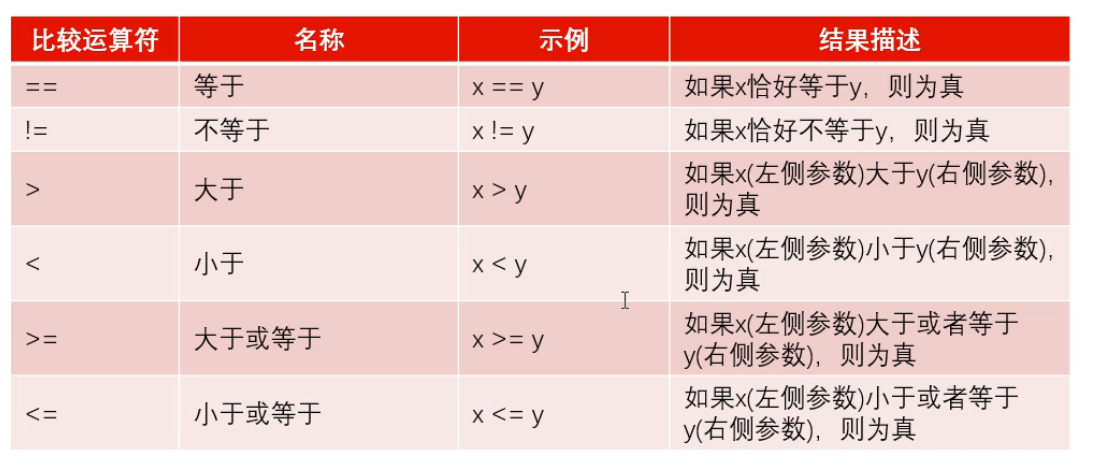 比较运算符 名称 示例 结果描述
== 等于 x == y 如果x恰好等于y，则为真
!= 不等于 x != y 如果x恰好不等于y，则为真
> 大于 x > y 如果x(左侧参数)大于y(右侧参数),
则为真
< 小于 x < y 如果x(左侧参数)小于y(右侧参数),
则为真
>= 大于或等于 x >= y 如果x(左侧参数)大于或者等于
y(右侧参数)，则为真
<= 小于或等于 x <= y 如果x(左侧参数)小于或者等于
y(右侧参数)，则为真